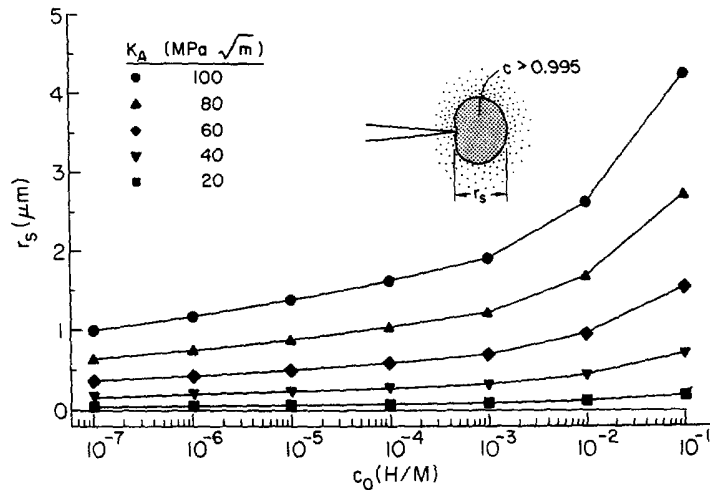 5
4
3
2
1
0
r_s (μm)
K_A (MPa √m)
● 100
▲ 80
◆ 60
▼ 40
■ 20
c > 0.995
r_s
10⁻⁷ 10⁻⁶ 10⁻⁵ 10⁻⁴ 10⁻³ 10⁻² 10⁻¹
c₀ (H/M)